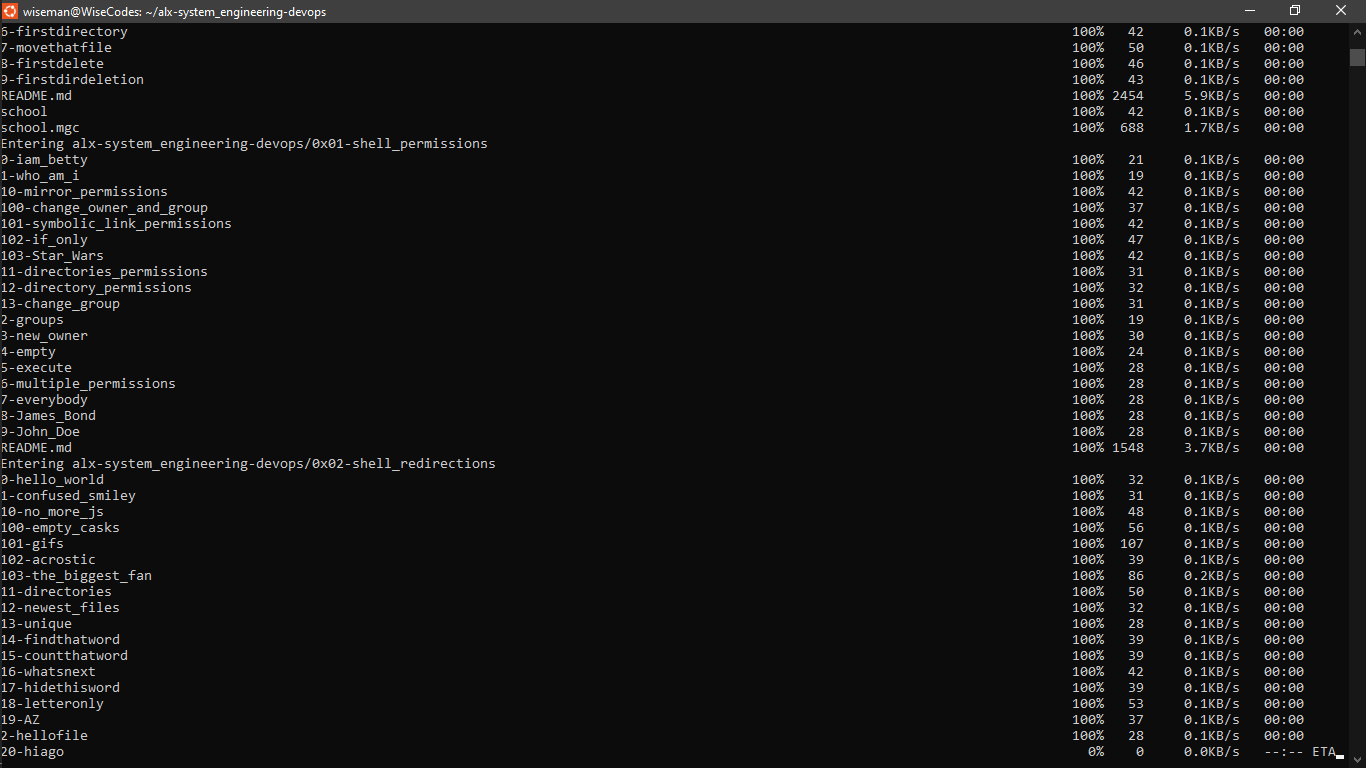 wiseman@WiseCodes: ~/alx-system_engineering-devops
6-firstdirectory 100% 42 0.1KB/s 00:00
7-movethatfile 100% 50 0.1KB/s 00:00
8-firstdelete 100% 46 0.1KB/s 00:00
9-firstdirdeletion 100% 43 0.1KB/s 00:00
README.md 100% 2454 5.9KB/s 00:00
school 100% 42 0.1KB/s 00:00
school.mgc 100% 688 1.7KB/s 00:00
Entering alx-system_engineering-devops/0x01-shell_permissions
0-iam_betty 100% 21 0.1KB/s 00:00
1-who_am_i 100% 19 0.1KB/s 00:00
10-mirror_permissions 100% 42 0.1KB/s 00:00
100-change_owner_and_group 100% 37 0.1KB/s 00:00
101-symbolic_link_permissions 100% 42 0.1KB/s 00:00
102-if_only 100% 47 0.1KB/s 00:00
103-Star_Wars 100% 42 0.1KB/s 00:00
11-directories_permissions 100% 31 0.1KB/s 00:00
12-directory_permissions 100% 32 0.1KB/s 00:00
13-change_group 100% 31 0.1KB/s 00:00
2-groups 100% 19 0.1KB/s 00:00
3-new_owner 100% 30 0.1KB/s 00:00
4-empty 100% 24 0.1KB/s 00:00
5-execute 100% 28 0.1KB/s 00:00
6-multiple_permissions 100% 28 0.1KB/s 00:00
7-everybody 100% 28 0.1KB/s 00:00
8-James_Bond 100% 28 0.1KB/s 00:00
9-John_Doe 100% 28 0.1KB/s 00:00
README.md 100% 1548 3.7KB/s 00:00
Entering alx-system_engineering-devops/0x02-shell_redirections
0-hello_world 100% 32 0.1KB/s 00:00
1-confused_smiley 100% 31 0.1KB/s 00:00
10-no_more_js 100% 48 0.1KB/s 00:00
100-empty_casks 100% 56 0.1KB/s 00:00
101-gifs 100% 107 0.1KB/s 00:00
102-acrostic 100% 39 0.1KB/s 00:00
103-the_biggest_fan 100% 86 0.2KB/s 00:00
11-directories 100% 50 0.1KB/s 00:00
12-newest_files 100% 32 0.1KB/s 00:00
13-unique 100% 28 0.1KB/s 00:00
14-findthatword 100% 39 0.1KB/s 00:00
15-countthatword 100% 39 0.1KB/s 00:00
16-whatsnext 100% 42 0.1KB/s 00:00
17-hidethisword 100% 39 0.1KB/s 00:00
18-letteronly 100% 53 0.1KB/s 00:00
19-AZ 100% 37 0.1KB/s 00:00
2-hellofile 100% 28 0.1KB/s 00:00
20-hiago 0% 0 0.0KB/s --:-- ETA